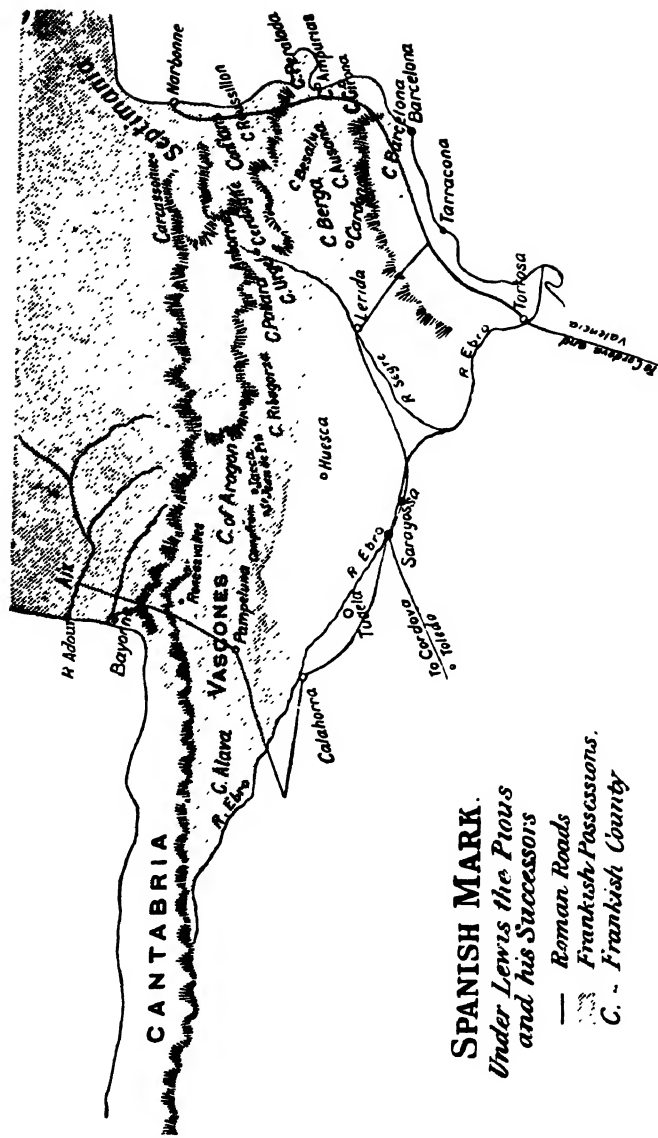 SPANISH MARK.
Under Lewis the Pious
and his Successors
Roman Roads
Frankish Possessions.
C. - Frankish County
CANTABRIA
R Adour
Aix
Bayonne
Septimania
Narbonne
Carcassonne
C. Alava
R. Ebro
VASCONES
Pampeluna
Roncesvalles
C. of Aragon
C. Ribagorza
C. Pallars
C. Urgel
Conflans
C Roussillon
C. Peralada
C. Ampurias
C. Girona
C Besalu
C. Ausona
C Berga
Cardona
C Barcelona
Barcelona
Tarracona
Calahorra
Tudela
R Ebro
Saragossa
To Cordova
Toledo
Huesca
Lerida
R Segre
R Ebro
Tortosa
To Cordova and
Valencia